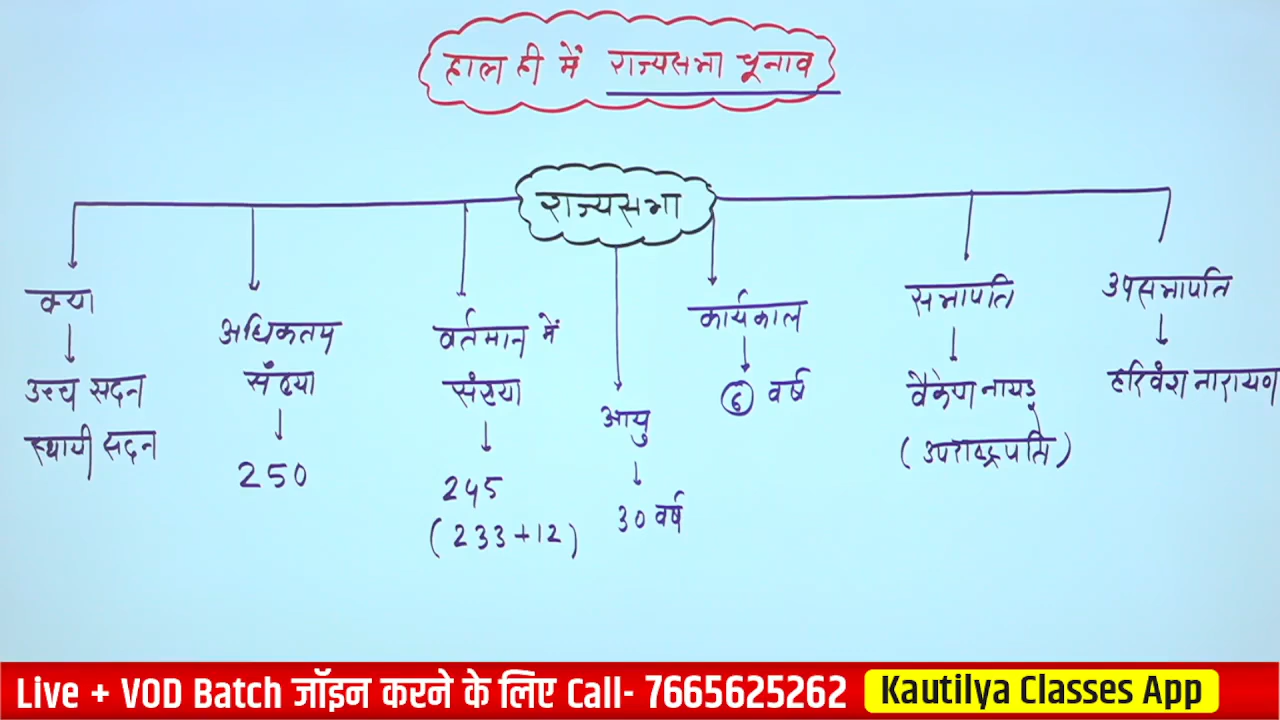 हाल ही में राज्यसभा चूनाव
राज्यसभा
क्या
उच्च सदन
स्थायी सदन
अधिकतम
संख्या
250
वर्तमान में
संख्या
245
(233+12)
आयु
30 वर्ष
कार्यकाल
6 वर्ष
सभापति
वैकेया नायडू
(उपराष्ट्रपति)
उपसभापति
हरिवंश नारायण
Live + VOD Batch जॉइन करने के लिए Call- 7665625262
Kautilya Classes App